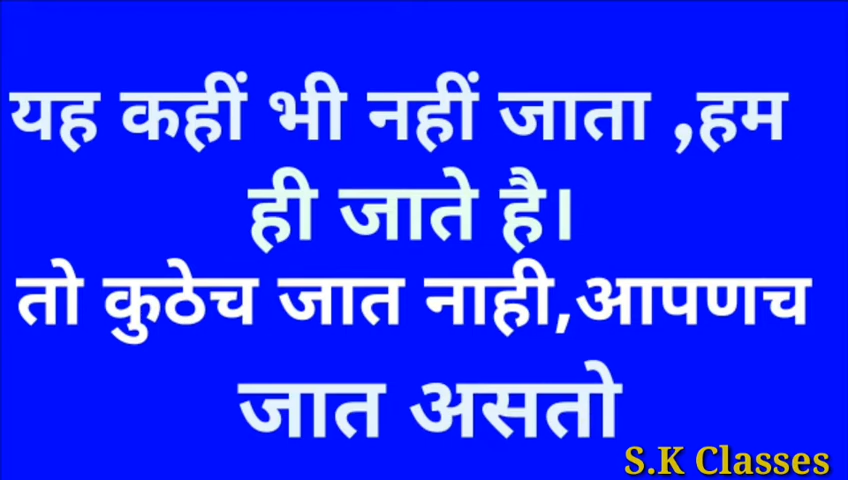 यह कहीं भी नहीं जाता ,हम
ही जाते है।
तो कुठेच जात नाही,आपणच
जात असतो
S.K Classes